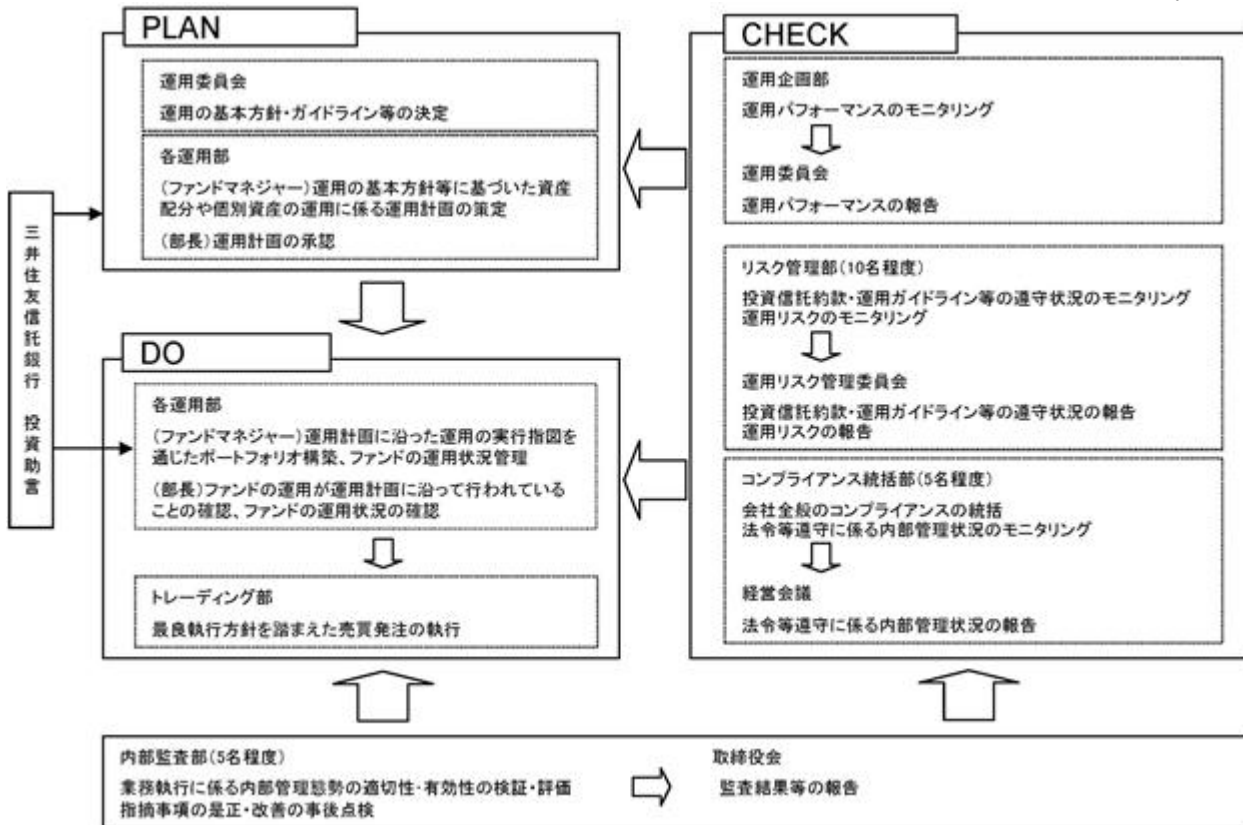 PLAN
運用委員会
運用の基本方針・ガイドライン等の決定
各運用部
(ファンドマネジャー)運用の基本方針等に基づいた資産
配分や個別資産の運用に係る運用計画の策定
(部長)運用計画の承認
三井住友信託銀行 投資助言
DO
各運用部
(ファンドマネジャー)運用計画に沿った運用の実行指図を
通じたポートフォリオ構築、ファンドの運用状況管理
(部長)ファンドの運用が運用計画に沿って行われている
ことの確認、ファンドの運用状況の確認
トレーディング部
最良執行方針を踏まえた売買発注の執行
CHECK
運用企画部
運用パフォーマンスのモニタリング
運用委員会
運用パフォーマンスの報告
リスク管理部(10名程度)
投資信託約款・運用ガイドライン等の遵守状況のモニタリング
運用リスクのモニタリング
運用リスク管理委員会
投資信託約款・運用ガイドライン等の遵守状況の報告
運用リスクの報告
コンプライアンス統括部(5名程度)
会社全般のコンプライアンスの統括
法令等遵守に係る内部管理状況のモニタリング
経営会議
法令等遵守に係る内部管理状況の報告
内部監査部(5名程度)
業務執行に係る内部管理態勢の適切性・有効性の検証・評価
指摘事項の是正・改善の事後点検
取締役会
監査結果等の報告